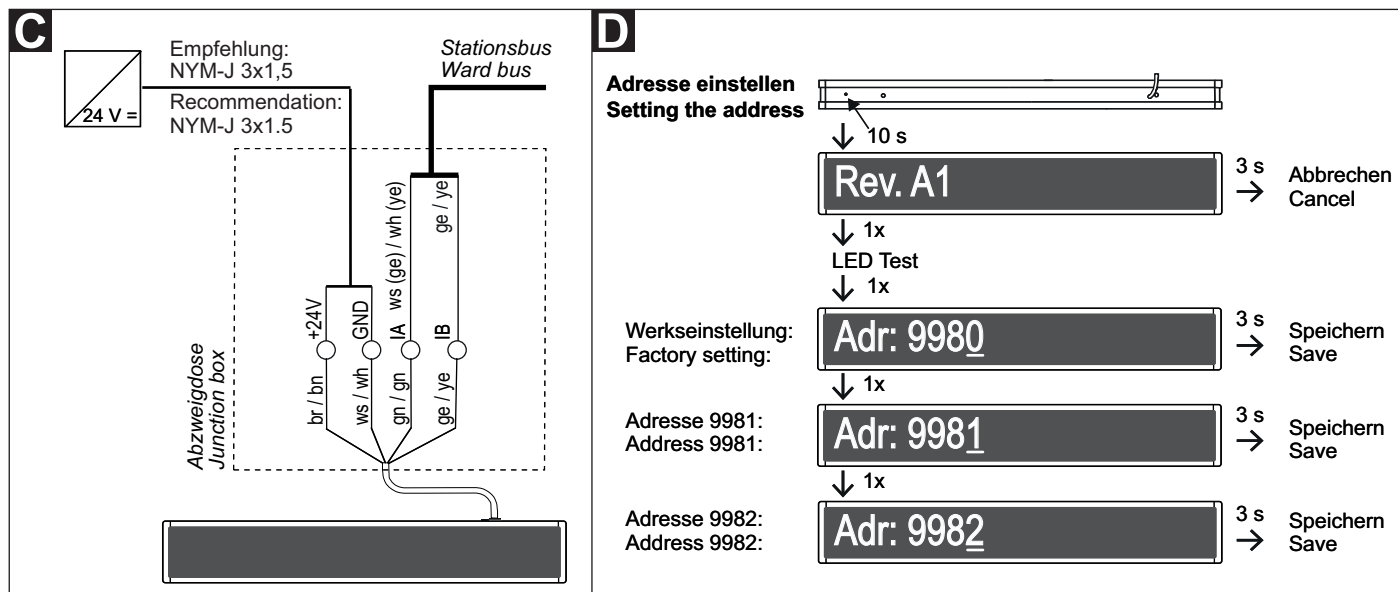 C
Empfehlung:
NYM-J 3x1,5
Recommendation:
NYM-J 3x1.5
24 V =
Stationsbus
Ward bus
ws (ge) / wh (ye)
ge / ye
+24V
GND
IA
IB
br / bn
ws / wh
gn / gn
ge / ye
Abzweigdose
Junction box
D
Adresse einstellen
Setting the address
10 s
Rev. A1
3 s
Abbrechen
Cancel
1x
LED Test
1x
Werkseinstellung:
Factory setting:
Adr: 9980
3 s
Speichern
Save
1x
Adresse 9981:
Address 9981:
Adr: 9981
3 s
Speichern
Save
1x
Adresse 9982:
Address 9982:
Adr: 9982
3 s
Speichern
Save